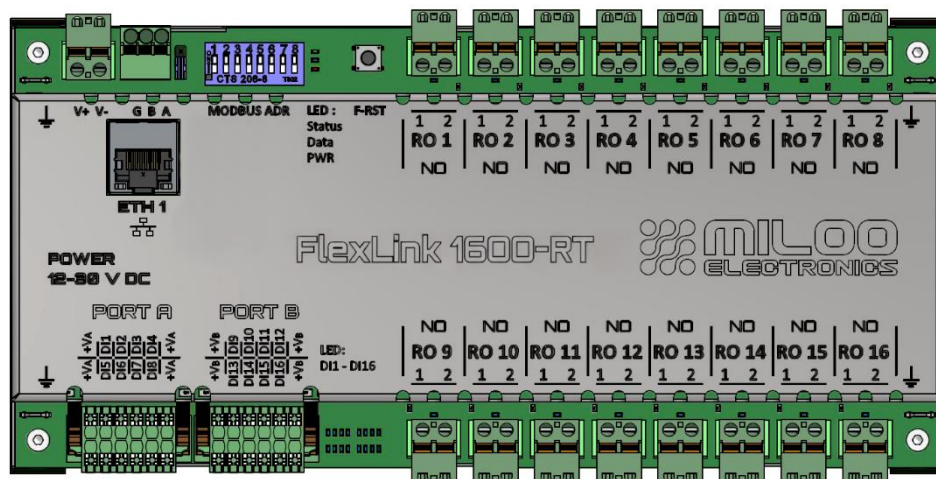 1 2 3 4 5 6 7 8
CTS 206-8
V+ V-
G B A
MODBUS ADR
LED :
Status
Data
PWR
F-RST
1 2 1 2 1 2 1 2 1 2 1 2 1 2 1 2
RO 1 RO 2 RO 3 RO 4 RO 5 RO 6 RO 7 RO 8
NO NO NO NO NO NO NO NO
ETH 1
FlexLink 1600-RT
MILOO
ELECTRONICS
POWER
12-30 V DC
PORT A
+VA DI1 DI2 DI3 DI4 +VA
+VA DI5 DI6 DI7 DI8 +VA
PORT B
+VB DI9 DI10 DI11 DI12 +VB
+VB DI13 DI14 DI15 DI16 +VB
LED:
DI1 - DI16
NO NO NO NO NO NO NO NO
RO 9 RO 10 RO 11 RO 12 RO 13 RO 14 RO 15 RO 16
1 2 1 2 1 2 1 2 1 2 1 2 1 2 1 2